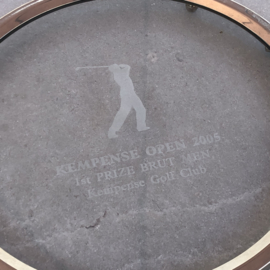 KEMPENSE OPEN 2005
1st PRIZE BRUT MEN
Kempense Golf Club